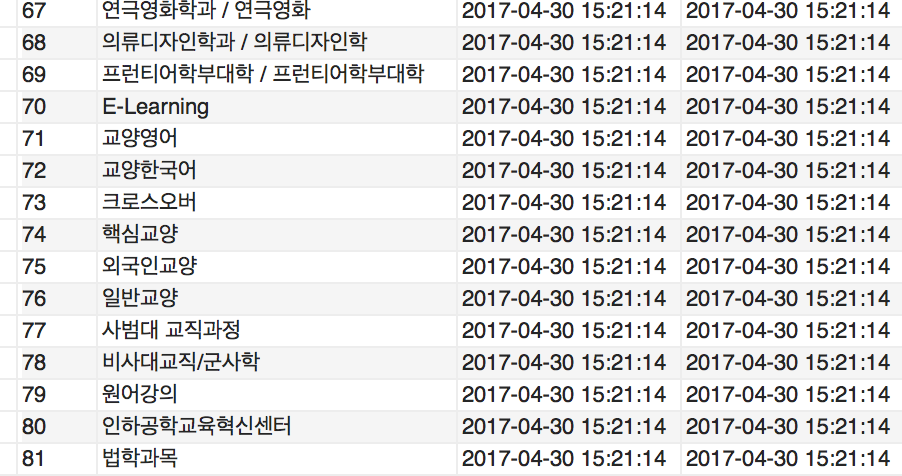 67 연극영화학과 / 연극영화 2017-04-30 15:21:14 2017-04-30 15:21:14
68 의류디자인학과 / 의류디자인학 2017-04-30 15:21:14 2017-04-30 15:21:14
69 프런티어학부대학 / 프런티어학부대학 2017-04-30 15:21:14 2017-04-30 15:21:14
70 E-Learning 2017-04-30 15:21:14 2017-04-30 15:21:14
71 교양영어 2017-04-30 15:21:14 2017-04-30 15:21:14
72 교양한국어 2017-04-30 15:21:14 2017-04-30 15:21:14
73 크로스오버 2017-04-30 15:21:14 2017-04-30 15:21:14
74 핵심교양 2017-04-30 15:21:14 2017-04-30 15:21:14
75 외국인교양 2017-04-30 15:21:14 2017-04-30 15:21:14
76 일반교양 2017-04-30 15:21:14 2017-04-30 15:21:14
77 사범대 교직과정 2017-04-30 15:21:14 2017-04-30 15:21:14
78 비사대교직/군사학 2017-04-30 15:21:14 2017-04-30 15:21:14
79 원어강의 2017-04-30 15:21:14 2017-04-30 15:21:14
80 인하공학교육혁신센터 2017-04-30 15:21:14 2017-04-30 15:21:14
81 법학과목 2017-04-30 15:21:14 2017-04-30 15:21:14